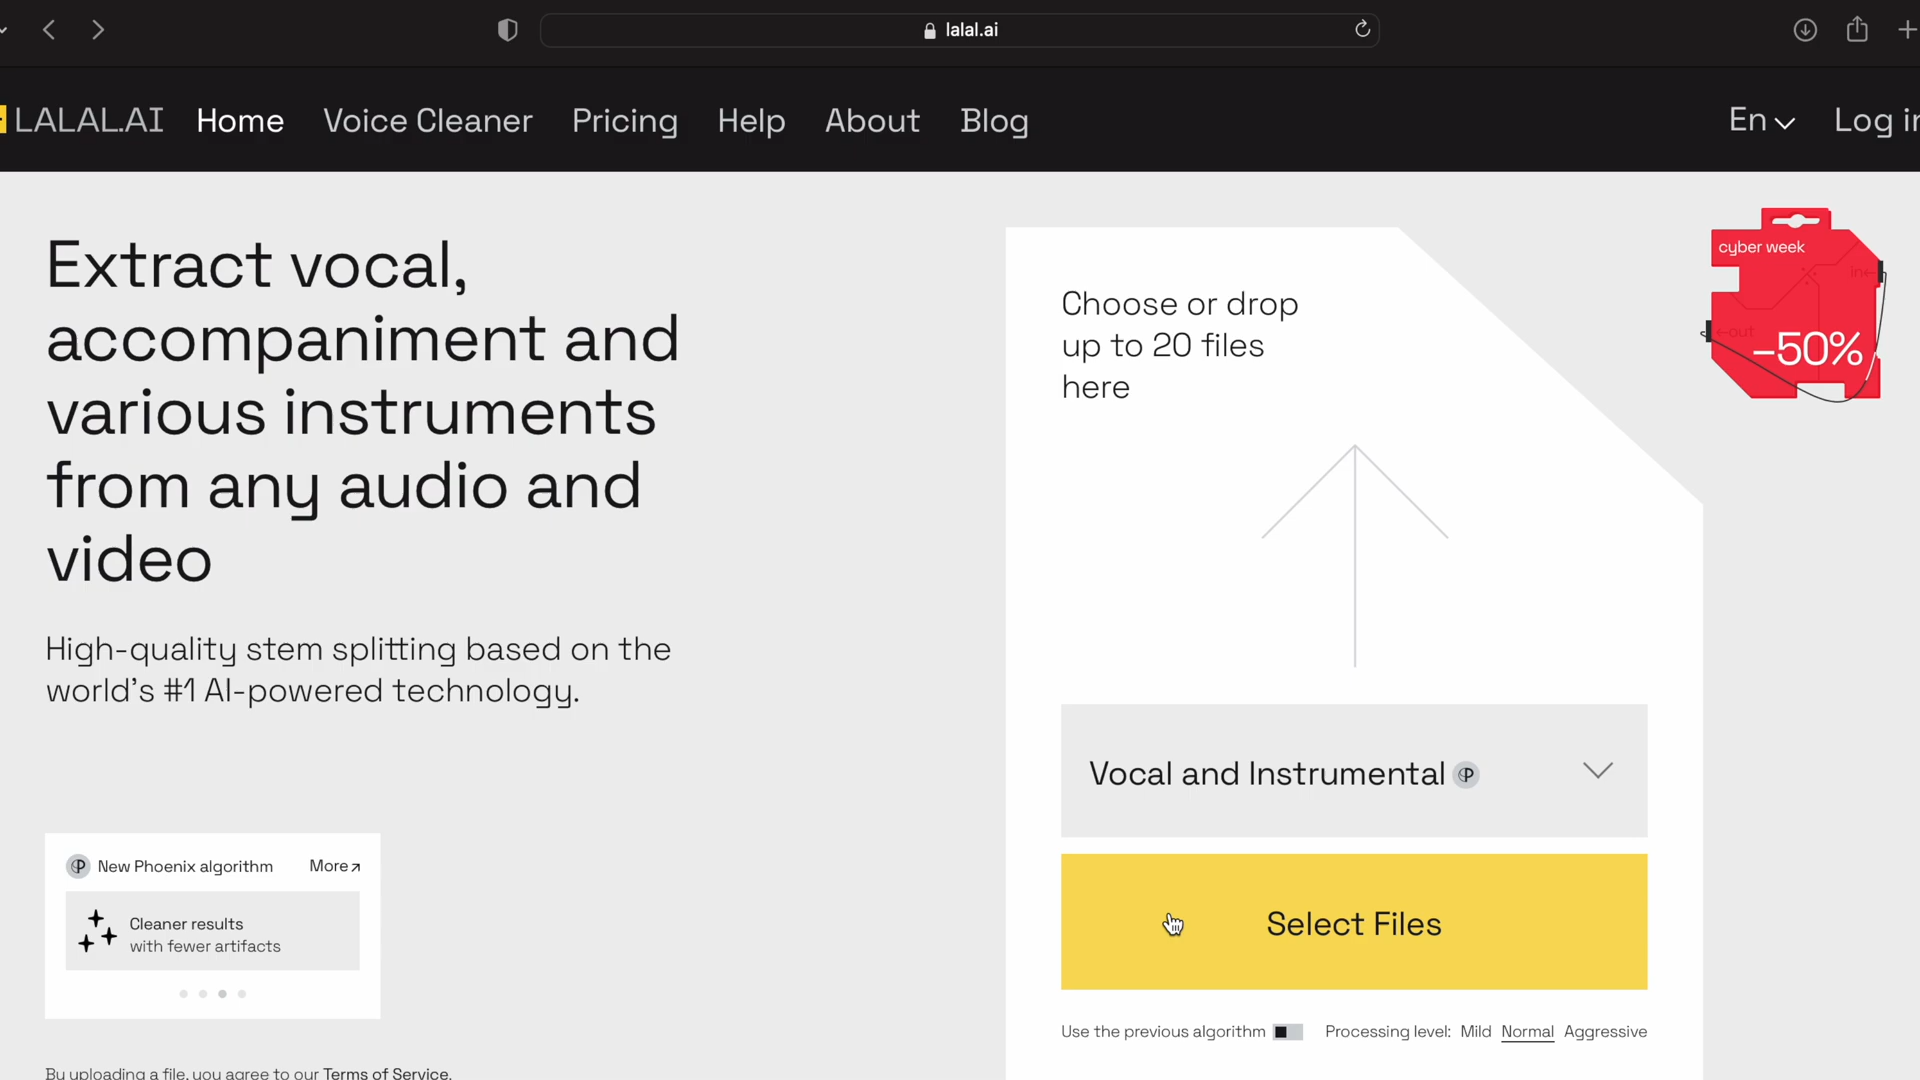 lalal.ai
LALAL.AI Home Voice Cleaner Pricing Help About Blog En Log in
Extract vocal,
accompaniment and
various instruments
from any audio and
video
High-quality stem splitting based on the
world's #1 AI-powered technology.
New Phoenix algorithm More
Cleaner results
with fewer artifacts
By uploading a file, you agree to our Terms of Service.
Choose or drop
up to 20 files
here
Vocal and Instrumental
Select Files
Use the previous algorithm Processing level: Mild Normal Aggressive
cyber week
in
out
-50%